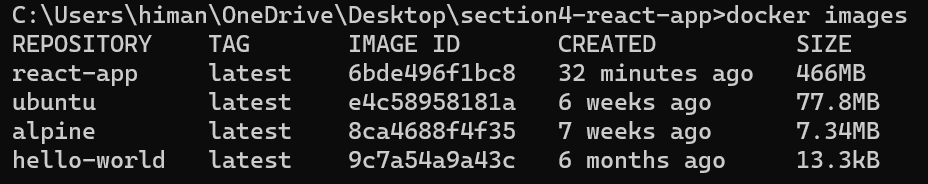 C:\Users\himan\OneDrive\Desktop\section4-react-app>docker images
REPOSITORY    TAG       IMAGE ID       CREATED          SIZE
react-app     latest    6bde496f1bc8   32 minutes ago   466MB
ubuntu        latest    e4c58958181a   6 weeks ago      77.8MB
alpine        latest    8ca4688f4f35   7 weeks ago      7.34MB
hello-world   latest    9c7a54a9a43c   6 months ago     13.3kB